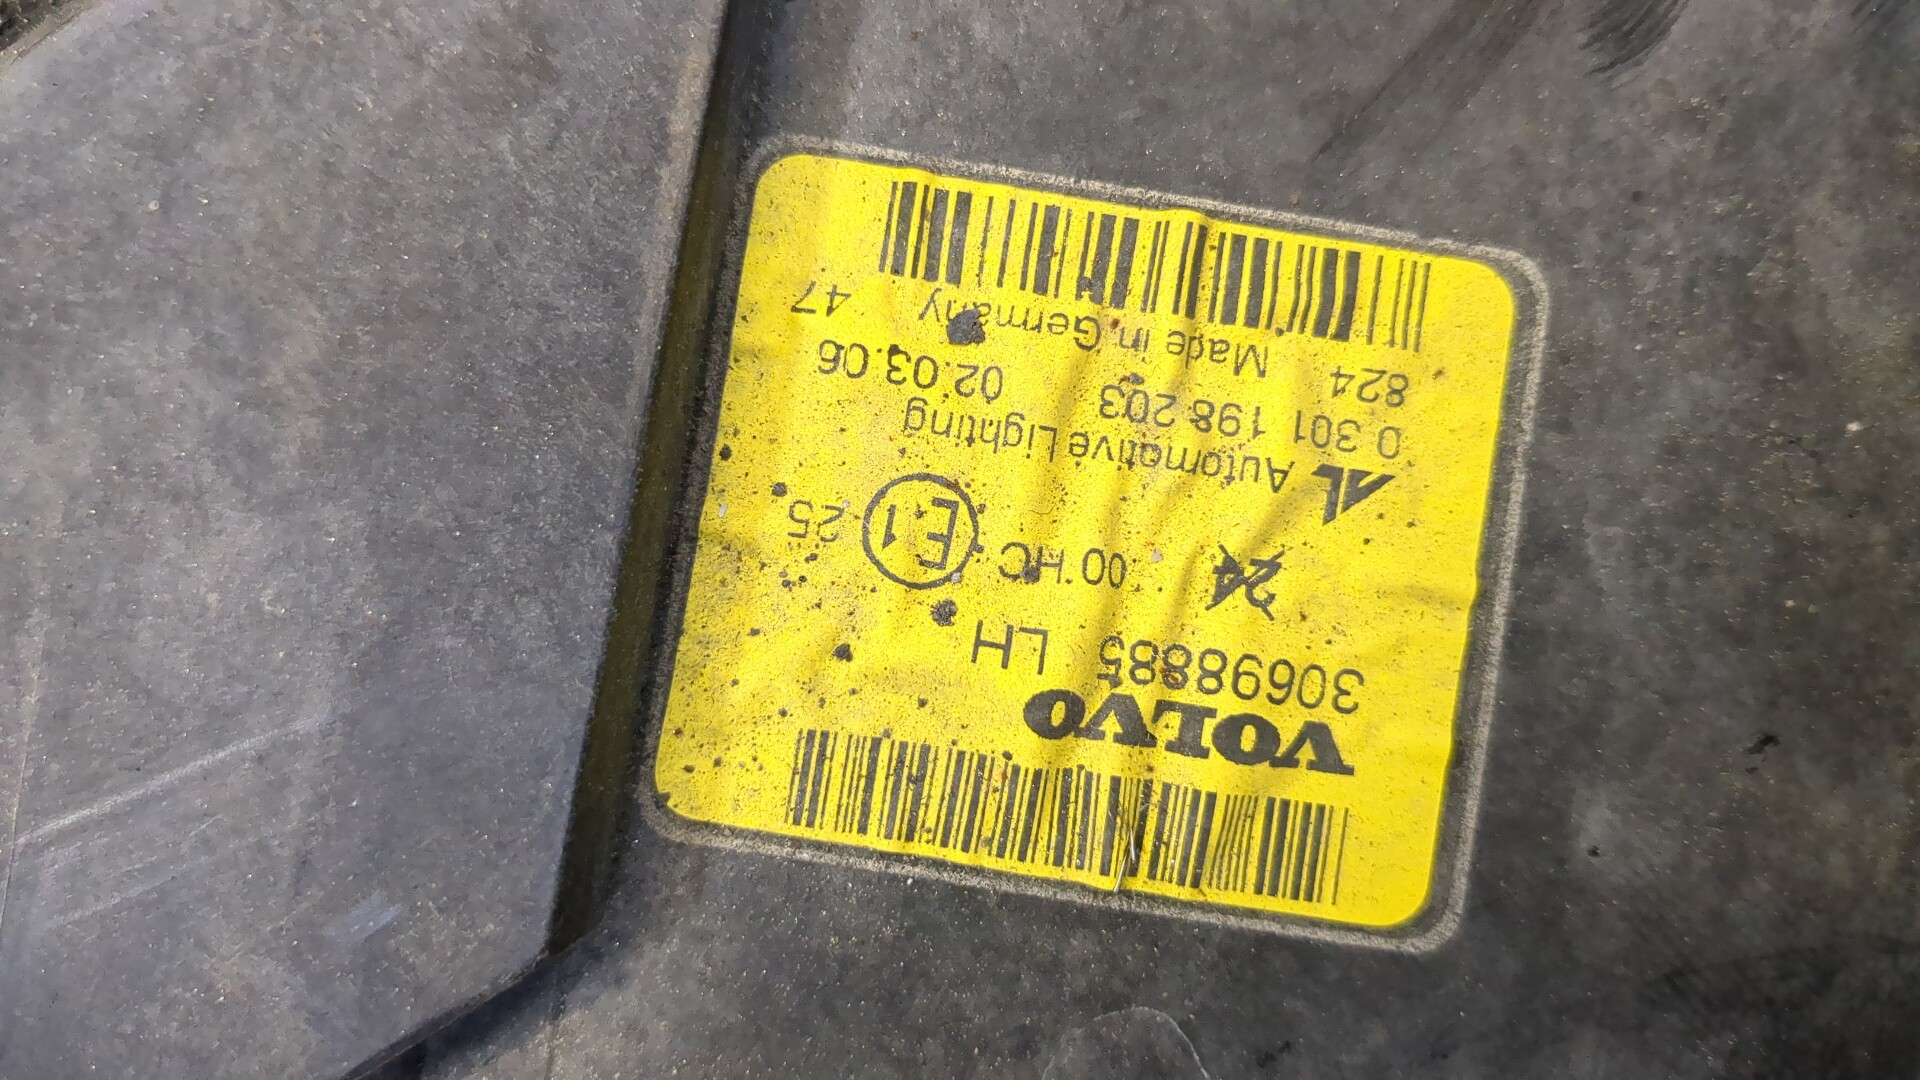 VOLVO
30698885 LH
24 00 HC E1 25
AL Automotive Lighting
0 301 198 203 02.03.06
824 Made in Germany 47